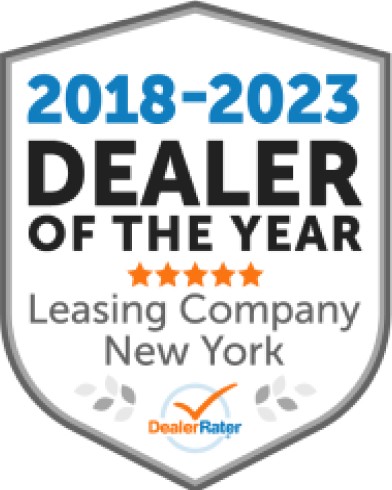 2018-2023
DEALER
OF THE YEAR
Leasing Company
New York
DealerRater